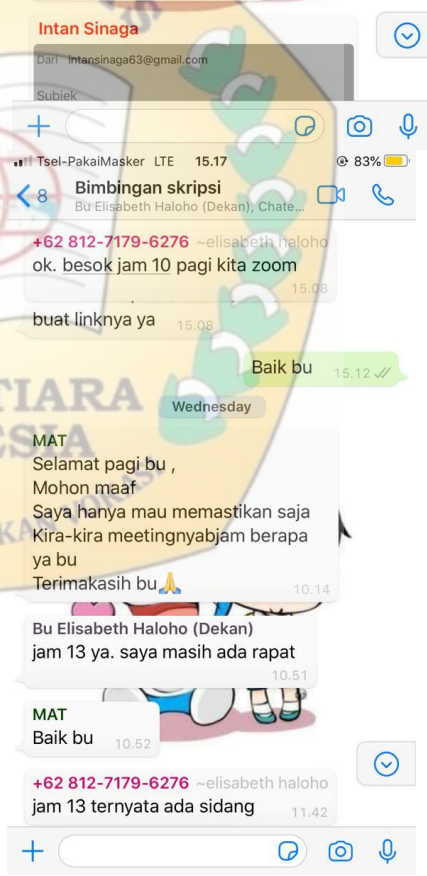 Intan Sinaga
Dari Intansinaga63@gmail.com
Subjek
Tsel-PakaiMasker LTE 15.17 83%
8 Bimbingan skripsi
Bu Elisabeth Haloho (Dekan), Chate...
+62 812-7179-6276 ~elisabeth haloho
ok. besok jam 10 pagi kita zoom
15.08
buat linknya ya 15.08
Baik bu 15.12
TIARA
Wednesday
ESIA
MAT
Selamat pagi bu ,
Mohon maaf
Saya hanya mau memastikan saja
Kira-kira meetingnyabjam berapa
ya bu
Terimakasih bu🙏 10.14
Bu Elisabeth Haloho (Dekan)
jam 13 ya. saya masih ada rapat
10.51
MAT
Baik bu 10.52
+62 812-7179-6276 ~elisabeth haloho
jam 13 ternyata ada sidang 11.42